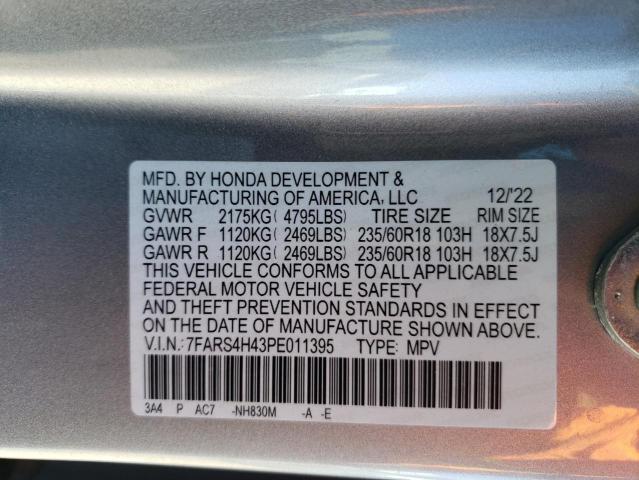 MFD. BY HONDA DEVELOPMENT &
MANUFACTURING OF AMERICA, LLC 12/'22
GVWR 2175KG( 4795LBS) TIRE SIZE RIM SIZE
GAWR F 1120KG( 2469LBS) 235/60R18 103H 18X7.5J
GAWR R 1120KG( 2469LBS) 235/60R18 103H 18X7.5J
THIS VEHICLE CONFORMS TO ALL APPLICABLE
FEDERAL MOTOR VEHICLE SAFETY
AND THEFT PREVENTION STANDARDS IN EFFECT
ON THE DATE OF MANUFACTURE SHOWN ABOVE.
V.I.N.:7FARS4H43PE011395 TYPE: MPV
3A4 P AC7 -NH830M -A -E